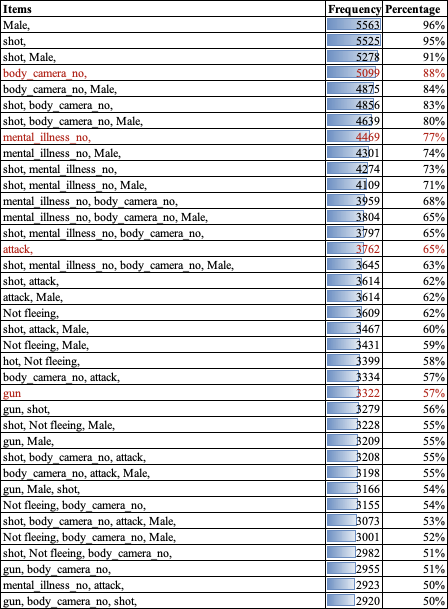 Items Frequency Percentage
Male, 5563 96%
shot, 5525 95%
shot, Male, 5278 91%
body_camera_no, 5099 88%
body_camera_no, Male, 4875 84%
shot, body_camera_no, 4856 83%
shot, body_camera_no, Male, 4639 80%
mental_illness_no, 4469 77%
mental_illness_no, Male, 4301 74%
shot, mental_illness_no, 4274 73%
shot, mental_illness_no, Male, 4109 71%
mental_illness_no, body_camera_no, 3959 68%
mental_illness_no, body_camera_no, Male, 3804 65%
shot, mental_illness_no, body_camera_no, 3797 65%
attack, 3762 65%
shot, mental_illness_no, body_camera_no, Male, 3645 63%
shot, attack, 3614 62%
attack, Male, 3614 62%
Not fleeing, 3609 62%
shot, attack, Male, 3467 60%
Not fleeing, Male, 3431 59%
hot, Not fleeing, 3399 58%
body_camera_no, attack, 3334 57%
gun 3322 57%
gun, shot, 3279 56%
shot, Not fleeing, Male, 3228 55%
gun, Male, 3209 55%
shot, body_camera_no, attack, 3208 55%
body_camera_no, attack, Male, 3198 55%
gun, Male, shot, 3166 54%
Not fleeing, body_camera_no, 3155 54%
shot, body_camera_no, attack, Male, 3073 53%
Not fleeing, body_camera_no, Male, 3001 52%
shot, Not fleeing, body_camera_no, 2982 51%
gun, body_camera_no, 2955 51%
mental_illness_no, attack, 2923 50%
gun, body_camera_no, shot, 2920 50%